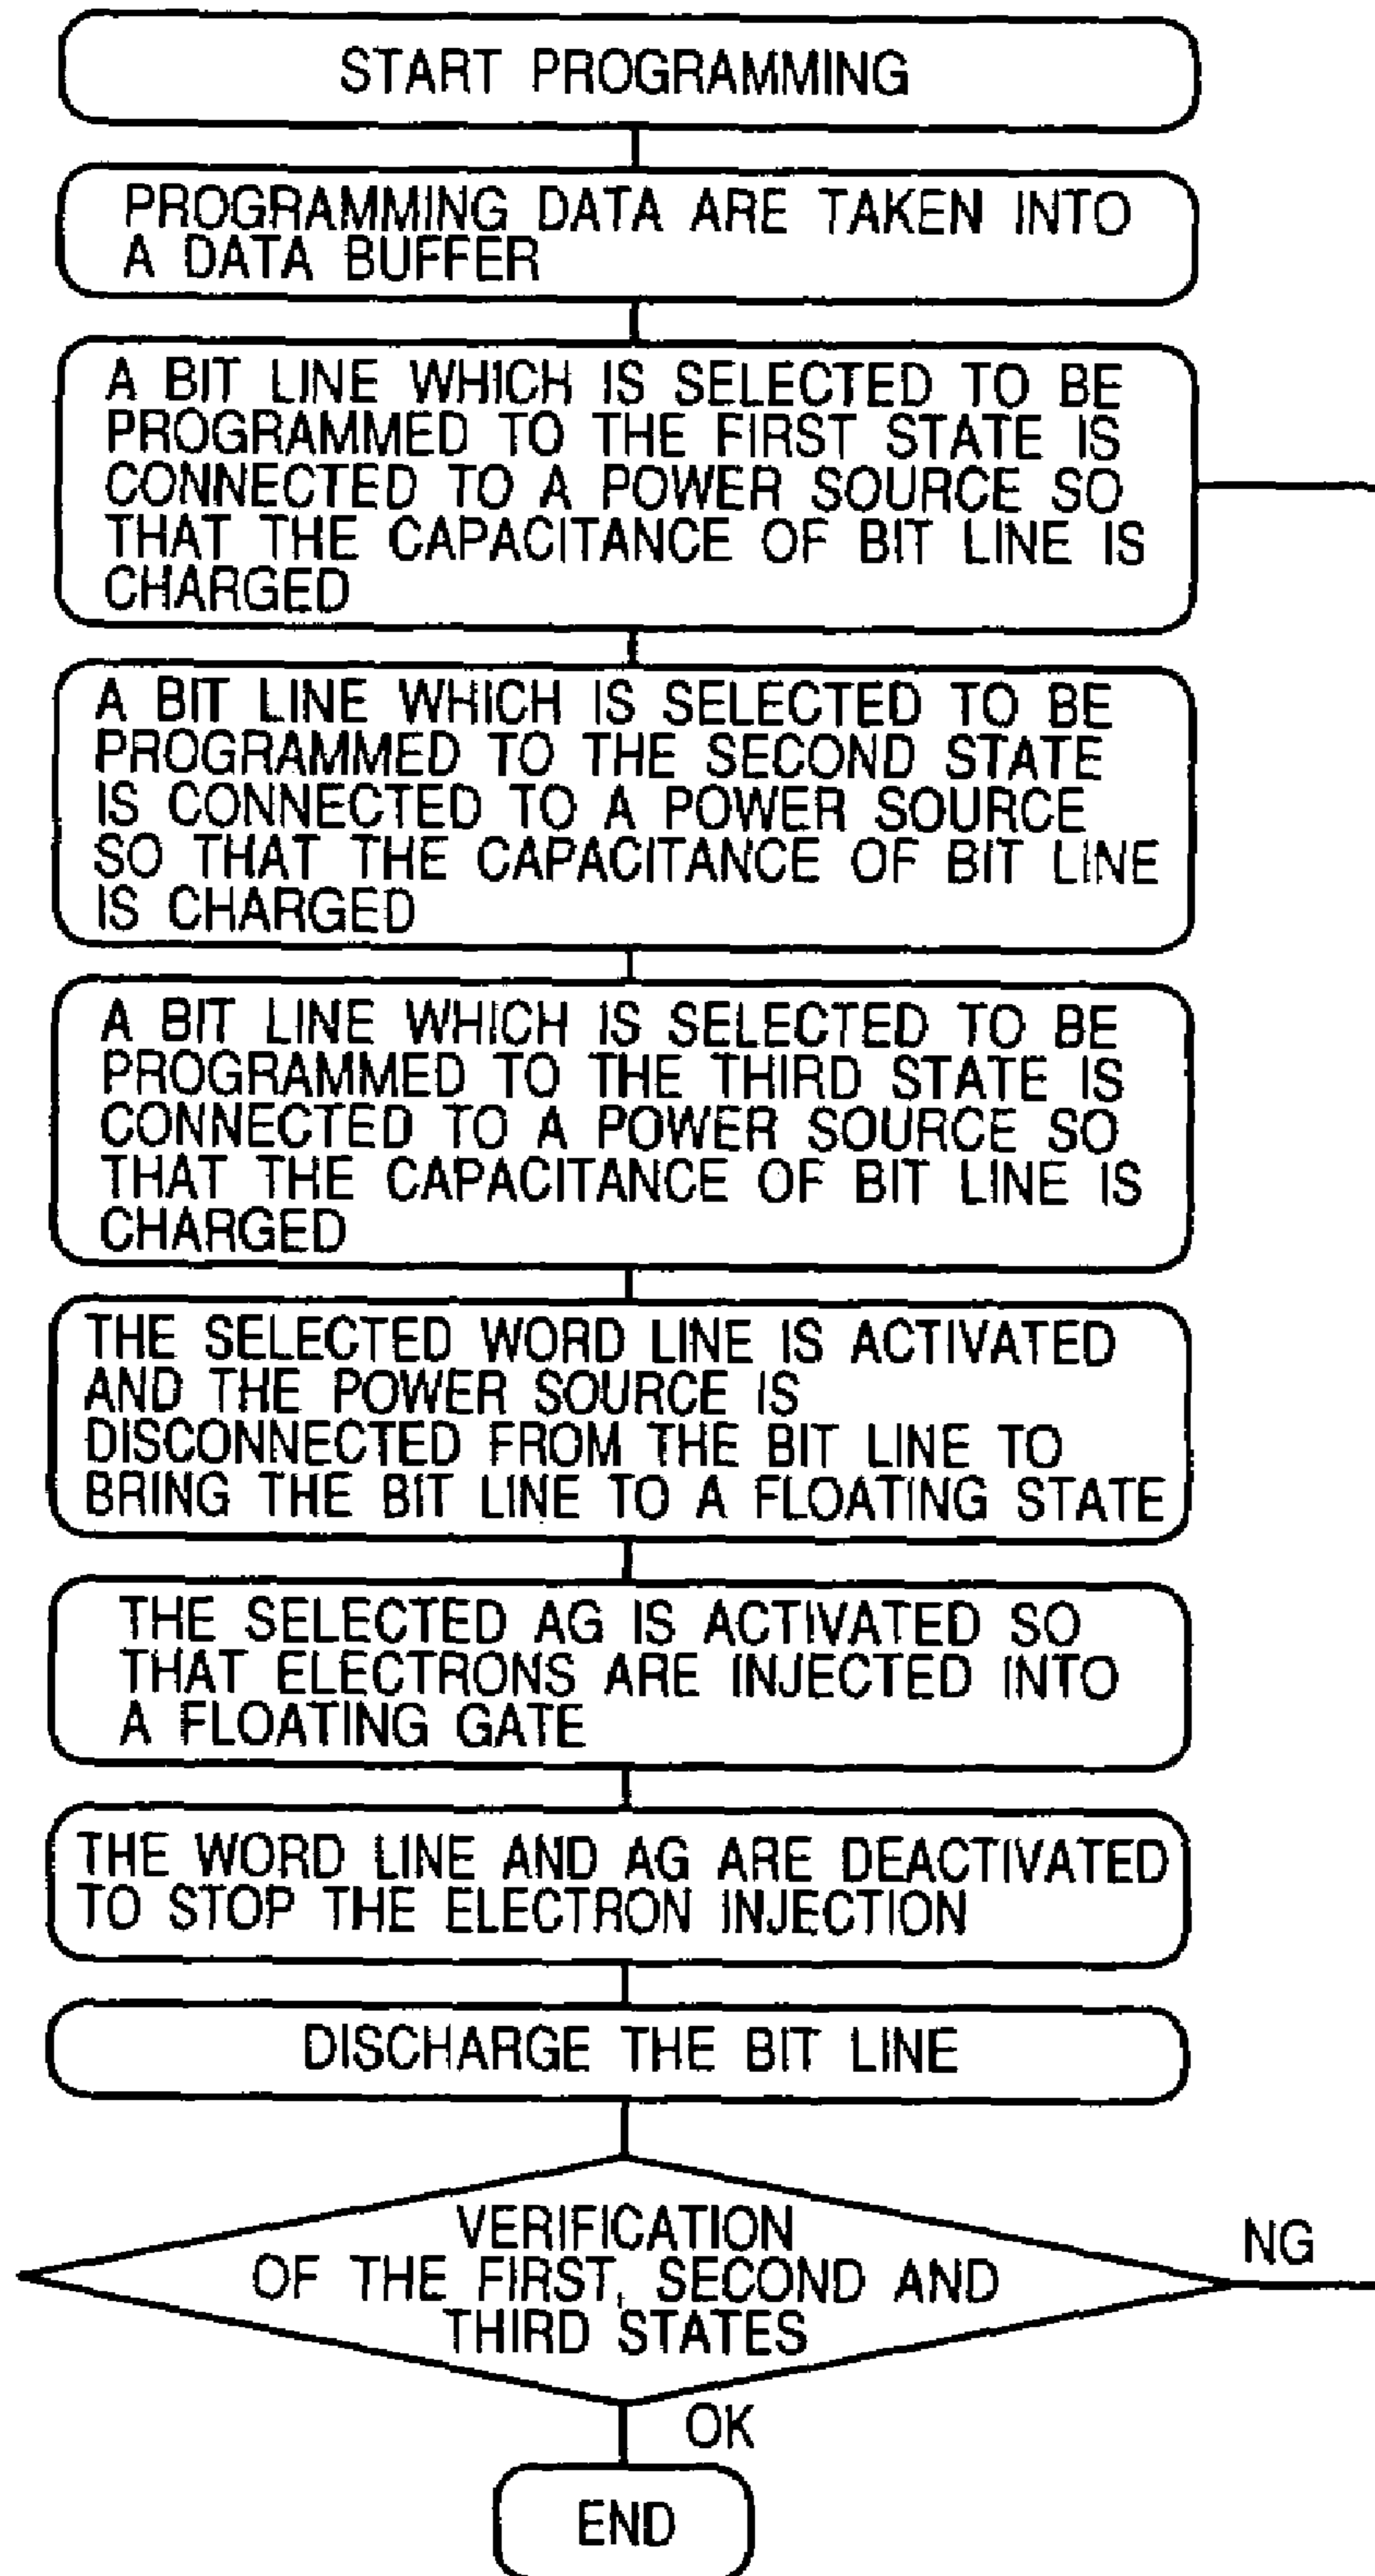 START PROGRAMMING
PROGRAMMING DATA ARE TAKEN INTO
A DATA BUFFER
A BIT LINE WHICH IS SELECTED TO BE
PROGRAMMED TO THE FIRST STATE IS
CONNECTED TO A POWER SOURCE SO
THAT THE CAPACITANCE OF BIT LINE IS
CHARGED
A BIT LINE WHICH IS SELECTED TO BE
PROGRAMMED TO THE SECOND STATE
IS CONNECTED TO A POWER SOURCE
SO THAT THE CAPACITANCE OF BIT LINE
IS CHARGED
A BIT LINE WHICH IS SELECTED TO BE
PROGRAMMED TO THE THIRD STATE IS
CONNECTED TO A POWER SOURCE SO
THAT THE CAPACITANCE OF BIT LINE IS
CHARGED
THE SELECTED WORD LINE IS ACTIVATED
AND THE POWER SOURCE IS
DISCONNECTED FROM THE BIT LINE TO
BRING THE BIT LINE TO A FLOATING STATE
THE SELECTED AG IS ACTIVATED SO
THAT ELECTRONS ARE INJECTED INTO
A FLOATING GATE
THE WORD LINE AND AG ARE DEACTIVATED
TO STOP THE ELECTRON INJECTION
DISCHARGE THE BIT LINE
VERIFICATION
OF THE FIRST, SECOND AND
THIRD STATES
NG
OK
END